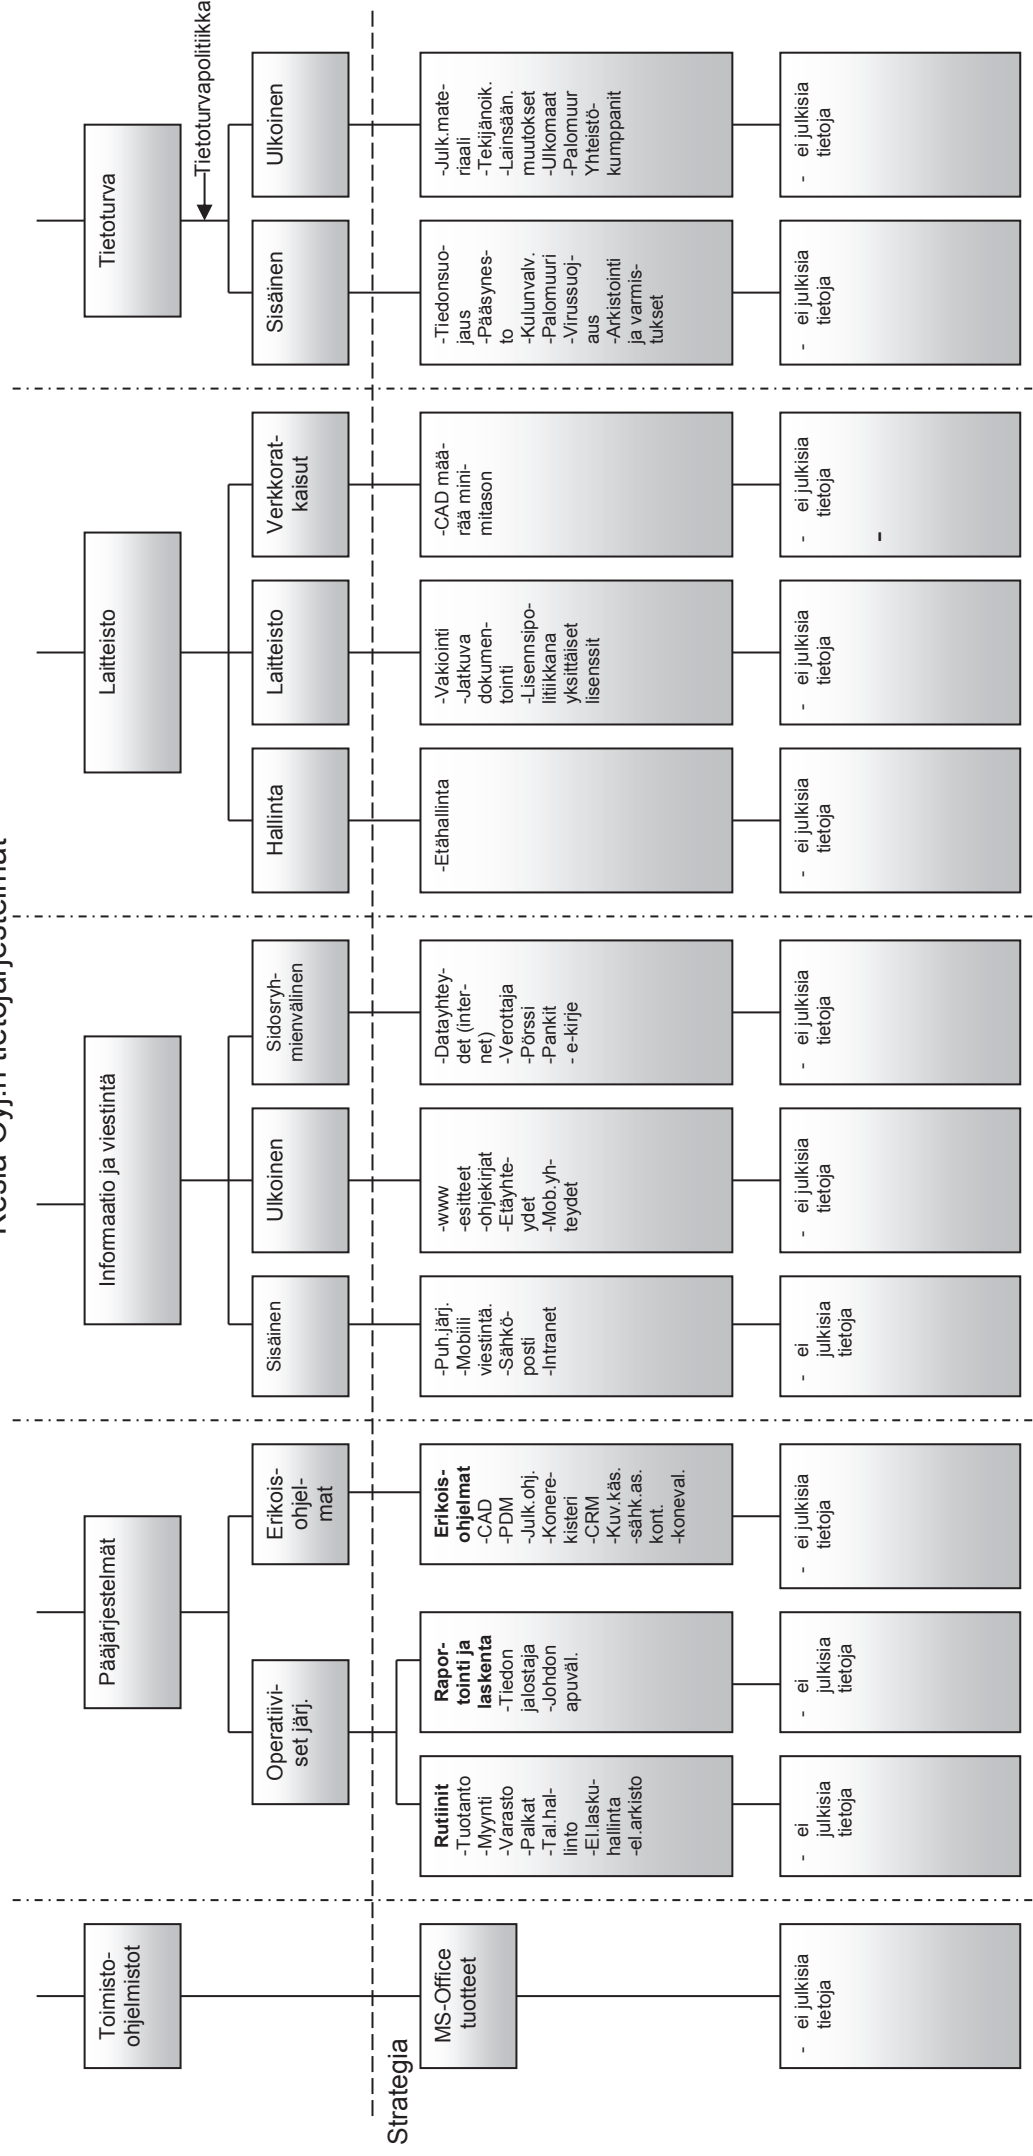 Kesla Oyj:n tietojärjestelmät
Toimisto-
ohjelmistot
Pääjärjestelmät
Informaatio ja viestintä
Laitteisto
Tietoturva
Tietoturvapolitiikka
Operatiivi-
set järj.
Erikois-
ohjel-
mat
Sisäinen
Ulkoinen
Sidosryh-
mienvälinen
Hallinta
Laitteisto
Verkkorat-
kaisut
Sisäinen
Ulkoinen
Strategia
MS-Office
tuotteet
Rutiinit
-Tuotanto
-Myynti
-Varasto
-Palkat
-Tal.hal-
linto
-El.lasku-
hallinta
-el.arkisto
Rapor-
tointi ja
laskenta
-Tiedon
jalostaja
-Johdon
apuväl.
Erikois-
ohjelmat
-CAD
-PDM
-Julk.ohj.
-Konere-
kisteri
-CRM
-Kuv.käs.
-sähk.as.
kont.
-koneval.
-Puh.järj.
-Mobiili
viestintä.
-Sähkö-
posti
-Intranet
-www
-esitteet
-ohjekirjat
-Etäyhte-
ydet
-Mob.yh-
teydet
-Datayhtey-
det (inter-
net)
-Verottaja
-Pörssi
-Pankit
- e-kirje
-Etähallinta
-Vakiointi
-Jatkuva
dokumen-
tointi
-Lisennsipo-
litiikkana
yksittäiset
lisenssit
-CAD mää-
rää mini-
mitason
-Tiedonsuo-
jaus
-Pääsynes-
to
-Kulunvalv.
-Palomuuri
-Virussuoj-
aus
-Arkistointi
ja varmis-
tukset
-Julk.mate-
riaali
-Tekijänoik.
-Lainsään.
muutokset
-Ulkomaat
-Palomuur
Yhteistö-
kumppanit
- ei julkisia
tietoja
- ei
julkisia
tietoja
- ei
julkisia
tietoja
- ei julkisia
tietoja
- ei
julkisia
tietoja
- ei julkisia
tietoja
- ei julkisia
tietoja
- ei julkisia
tietoja
- ei julkisia
tietoja
- ei julkisia
tietoja
-
- ei julkisia
tietoja
- ei julkisia
tietoja